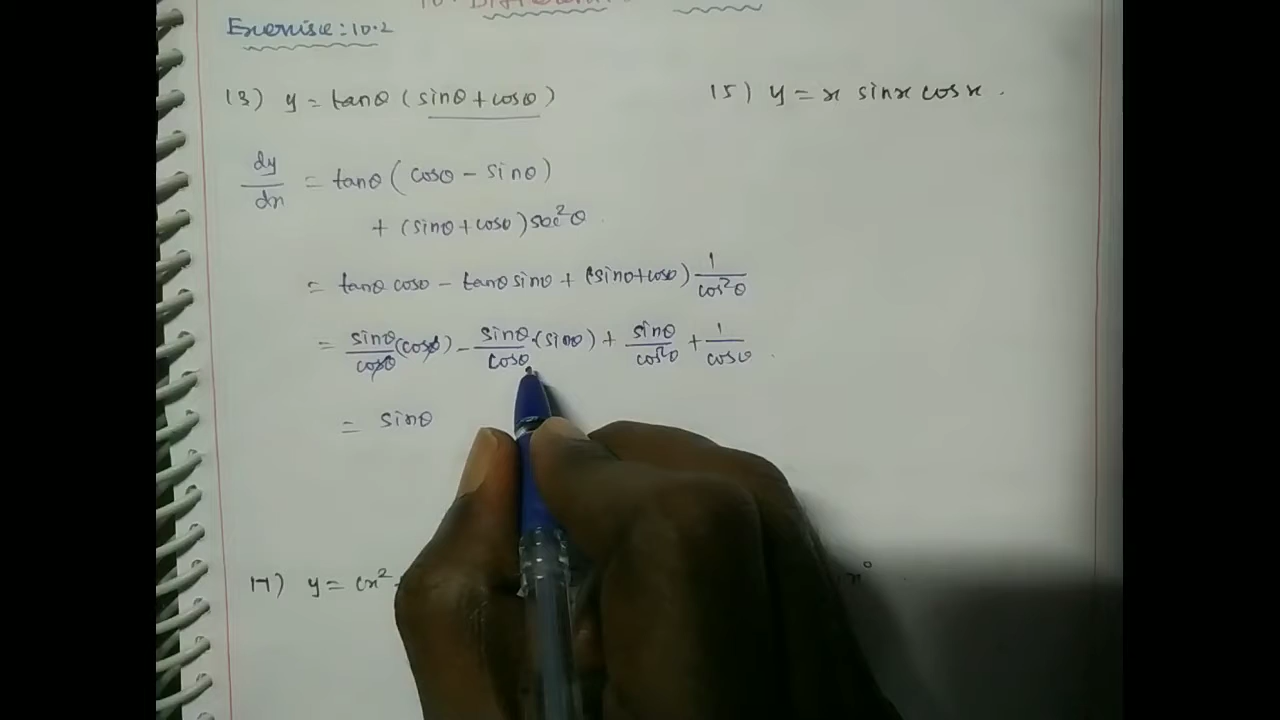 Exercise: 10.2
13) y = tanθ (sinθ + cosθ)
dy/dx = tanθ (cosθ - sinθ)
+ (sinθ + cosθ) sec²θ
= tanθ cosθ - tanθ sinθ + (sinθ + cosθ) 1/cos²θ
= sinθ/cosθ (cosθ) - sinθ/cosθ · (sinθ) + sinθ/cos²θ + 1/cosθ
= sinθ
15) y = x sinx cosx.
17) y = (x²
x°